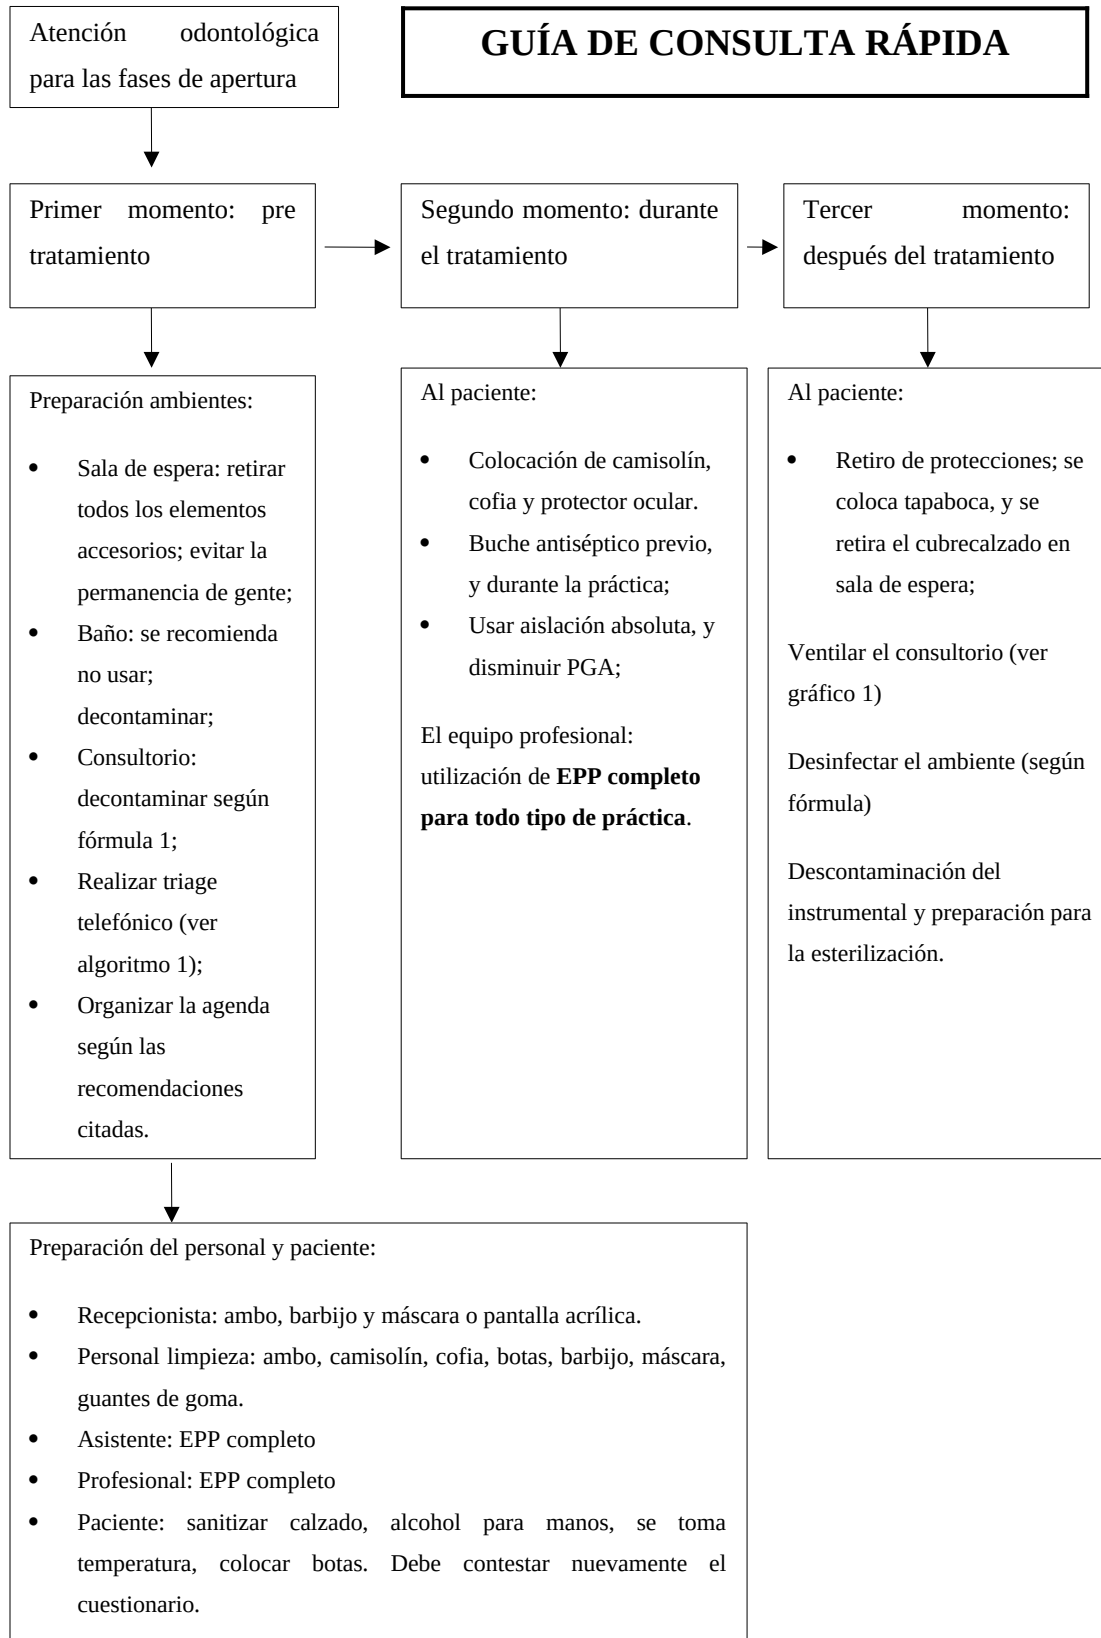 Atención odontológica
para las fases de apertura
GUÍA DE CONSULTA RÁPIDA
Primer momento: pre
tratamiento
Segundo momento: durante
el tratamiento
Tercer momento:
después del tratamiento
Preparación ambientes:
• Sala de espera: retirar
todos los elementos
accesorios; evitar la
permanencia de gente;
• Baño: se recomienda
no usar;
decontaminar;
• Consultorio:
decontaminar según
fórmula 1;
• Realizar triage
telefónico (ver
algoritmo 1);
• Organizar la agenda
según las
recomendaciones
citadas.
Al paciente:
• Colocación de camisolín,
cofia y protector ocular.
• Buche antiséptico previo,
y durante la práctica;
• Usar aislación absoluta, y
disminuir PGA;
El equipo profesional:
utilización de EPP completo
para todo tipo de práctica.
Al paciente:
• Retiro de protecciones; se
coloca tapaboca, y se
retira el cubrecalzado en
sala de espera;
Ventilar el consultorio (ver
gráfico 1)
Desinfectar el ambiente (según
fórmula)
Descontaminación del
instrumental y preparación para
la esterilización.
Preparación del personal y paciente:
• Recepcionista: ambo, barbijo y máscara o pantalla acrílica.
• Personal limpieza: ambo, camisolín, cofia, botas, barbijo, máscara,
guantes de goma.
• Asistente: EPP completo
• Profesional: EPP completo
• Paciente: sanitizar calzado, alcohol para manos, se toma
temperatura, colocar botas. Debe contestar nuevamente el
cuestionario.